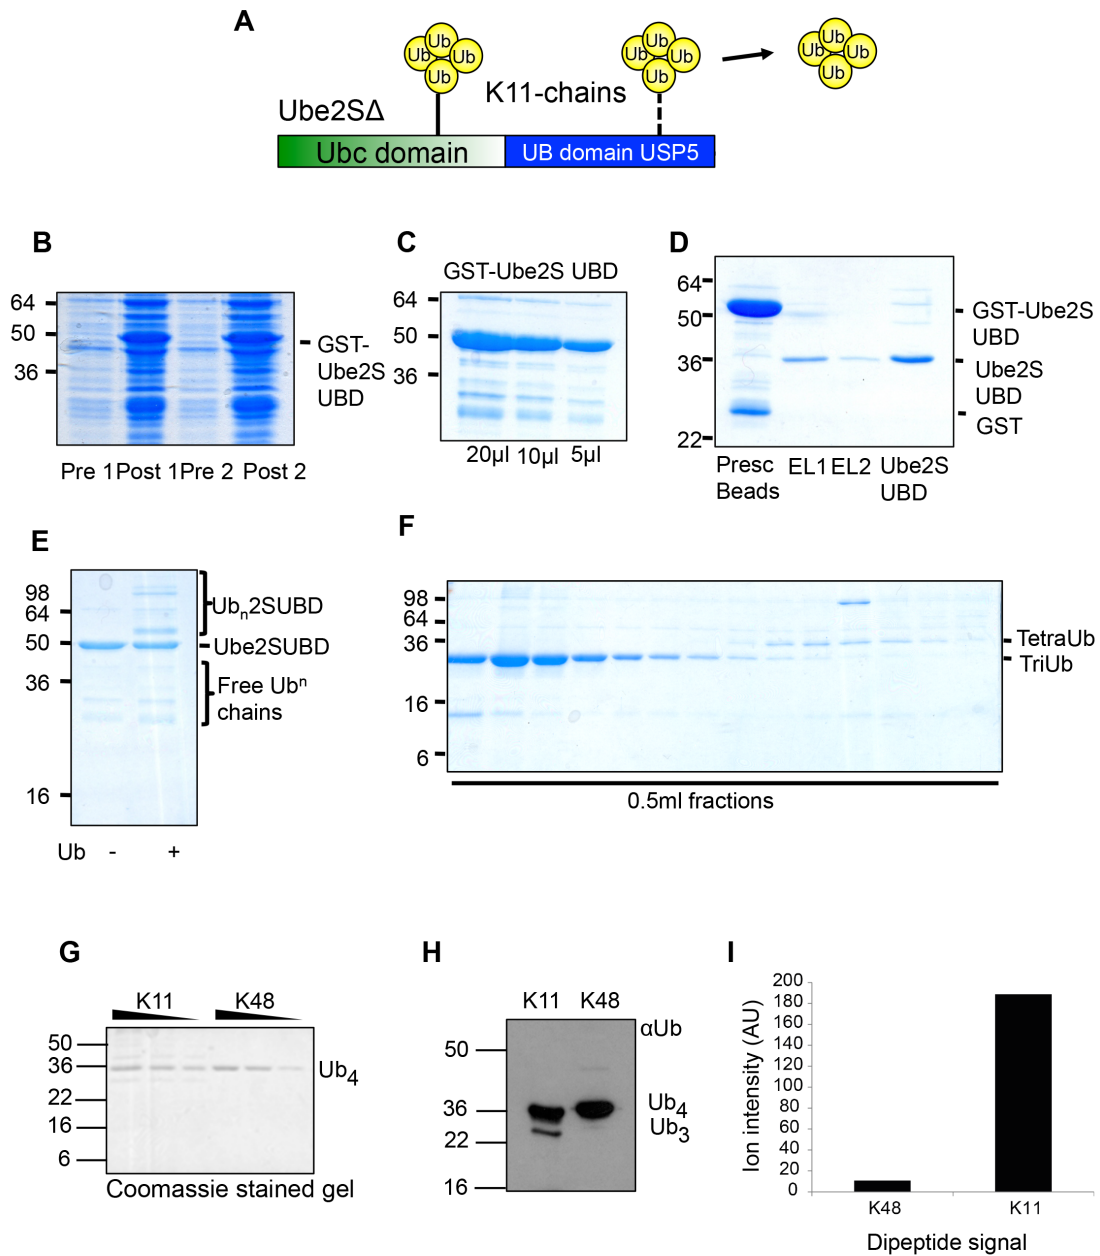 A
Ub
Ub Ub
Ub
Ub
Ub Ub
Ub
Ub
Ub Ub
Ub
K11-chains
Ube2SΔ
Ubc domain
UB domain USP5
B
64
50
36
GST-
Ube2S
UBD
Pre 1 Post 1 Pre 2 Post 2
C
GST-Ube2S UBD
64
50
36
20µl 10µl 5µl
D
64
50
36
22
GST-Ube2S
UBD
Ube2S
UBD
GST
Presc
Beads
EL1 EL2
Ube2S
UBD
E
98
64
50
36
16
Ubn2SUBD
Ube2SUBD
Free Ubn
chains
Ub - +
F
98
64
36
16
6
TetraUb
TriUb
0.5ml fractions
G
K11 K48
50
36
22
16
6
Ub4
Coomassie stained gel
H
K11 K48
αUb
50
36
22
16
Ub4
Ub3
I
Ion intensity (AU)
200
180
160
140
120
100
80
60
40
20
0
K48 K11
Dipeptide signal